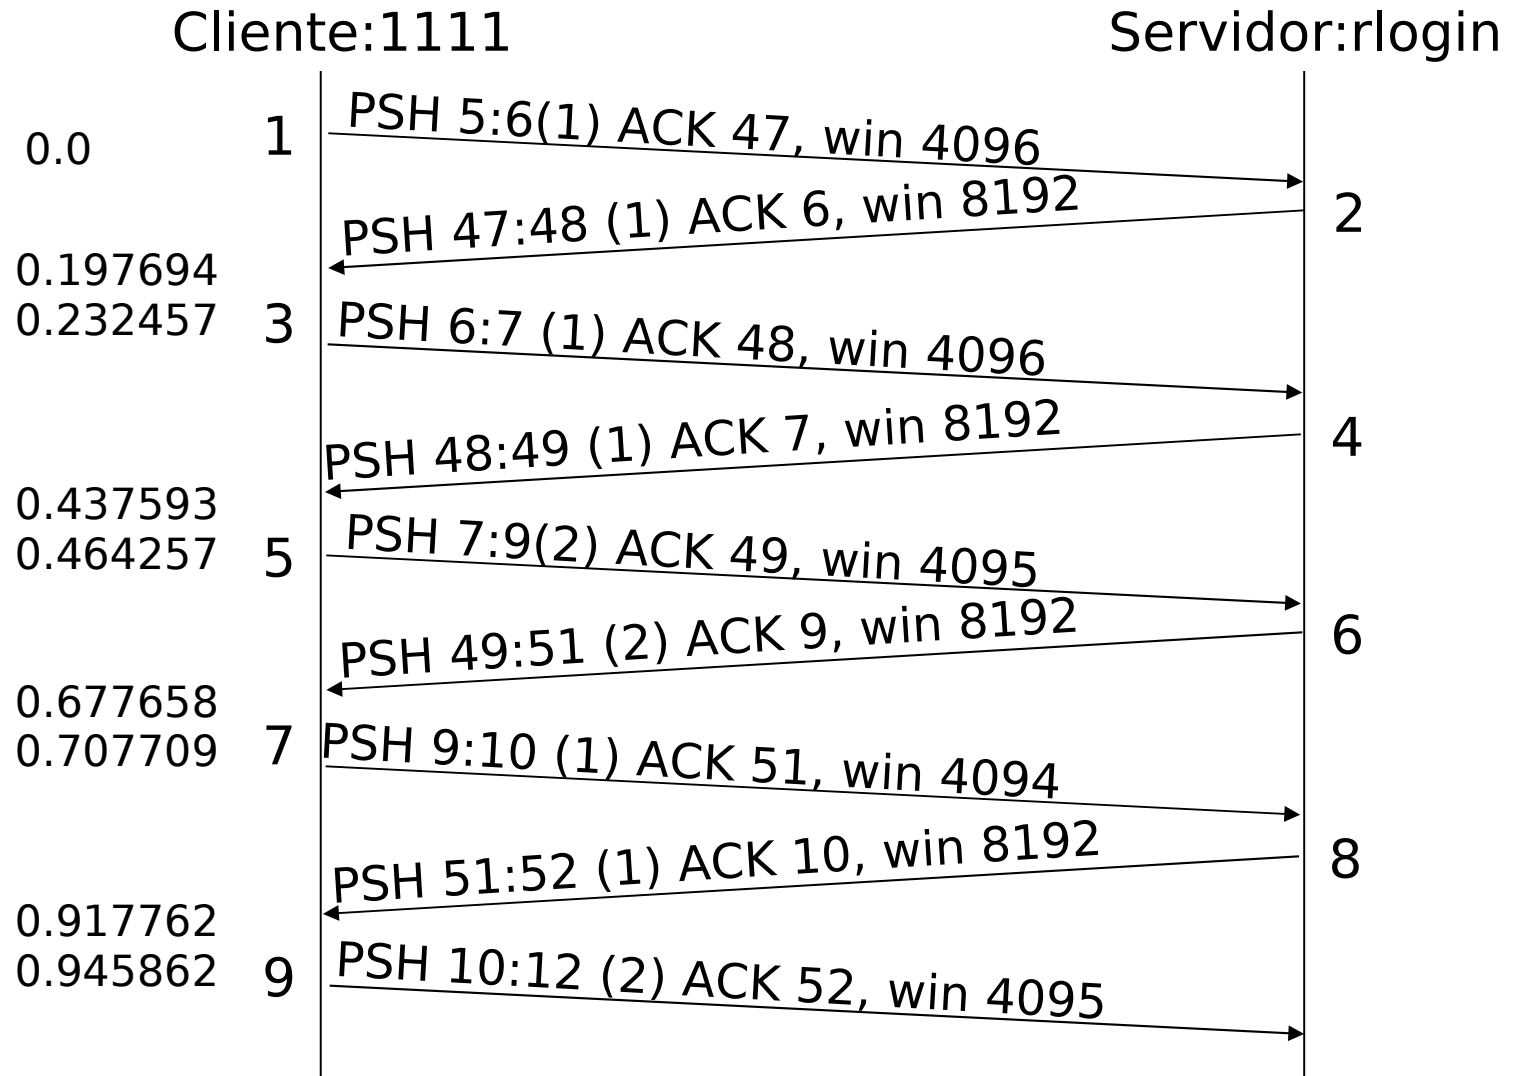 Cliente:1111
Servidor:rlogin
0.0
1
PSH 5:6(1) ACK 47, win 4096
PSH 47:48 (1) ACK 6, win 8192
2
0.197694
0.232457
3
PSH 6:7 (1) ACK 48, win 4096
PSH 48:49 (1) ACK 7, win 8192
4
0.437593
0.464257
5
PSH 7:9(2) ACK 49, win 4095
PSH 49:51 (2) ACK 9, win 8192
6
0.677658
0.707709
7
PSH 9:10 (1) ACK 51, win 4094
PSH 51:52 (1) ACK 10, win 8192
8
0.917762
0.945862
9
PSH 10:12 (2) ACK 52, win 4095